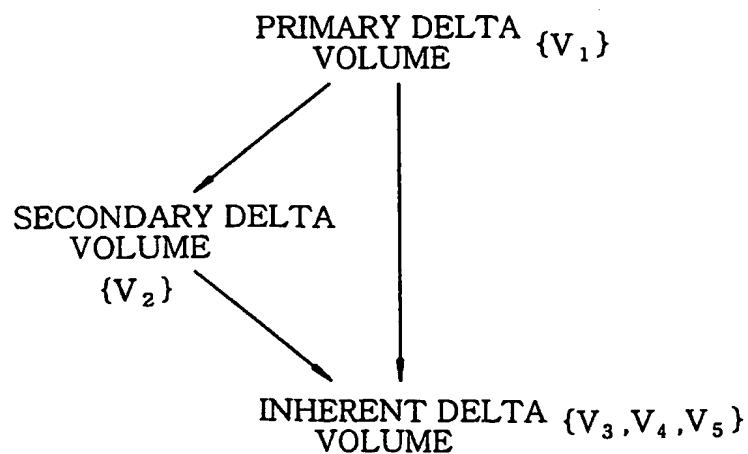 PRIMARY DELTA {V₁}
VOLUME
SECONDARY DELTA
VOLUME
{V₂}
INHERENT DELTA {V₃,V₄,V₅}
VOLUME